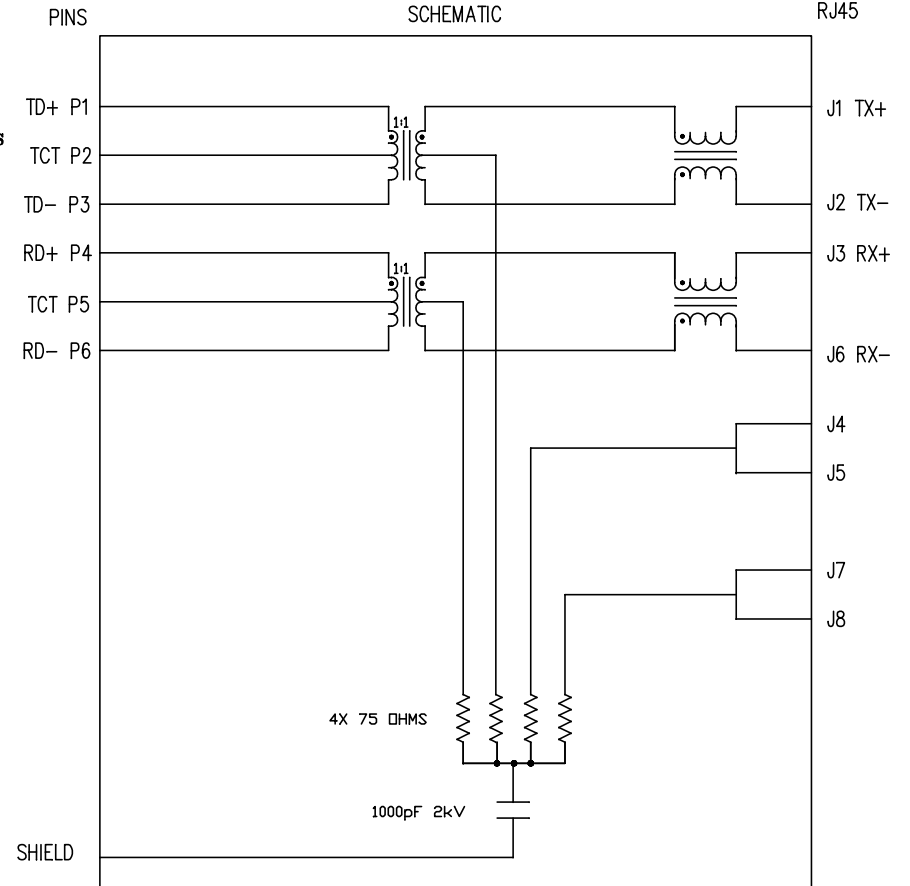 PINS
SCHEMATIC
RJ45
TD+ P1
1:1
J1 TX+
s
TCT P2
TD- P3
J2 TX-
RD+ P4
1:1
J3 RX+
TCT P5
RD- P6
J6 RX-
J4
J5
J7
J8
4X 75 OHMS
1000pF 2kV
SHIELD